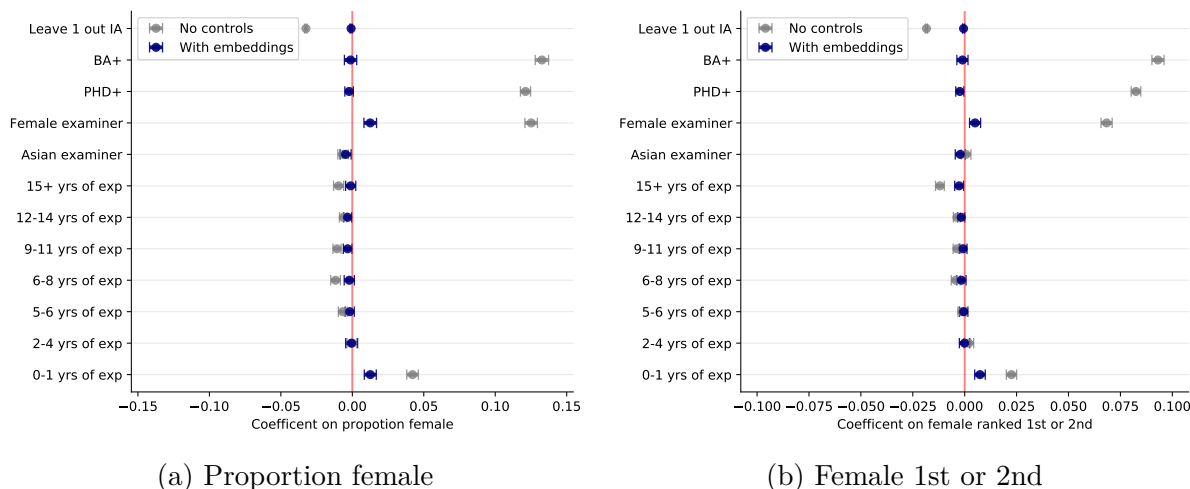 Leave 1 out IA
BA+
PHD+
Female examiner
Asian examiner
15+ yrs of exp
12-14 yrs of exp
9-11 yrs of exp
6-8 yrs of exp
5-6 yrs of exp
2-4 yrs of exp
0-1 yrs of exp
No controls
With embeddings
−0.15 −0.10 −0.05 0.00 0.05 0.10 0.15
Coefficent on propotion female
(a) Proportion female
Leave 1 out IA
BA+
PHD+
Female examiner
Asian examiner
15+ yrs of exp
12-14 yrs of exp
9-11 yrs of exp
6-8 yrs of exp
5-6 yrs of exp
2-4 yrs of exp
0-1 yrs of exp
No controls
With embeddings
−0.100 −0.075 −0.050 −0.025 0.000 0.025 0.050 0.075 0.100
Coefficent on female ranked 1st or 2nd
(b) Female 1st or 2nd